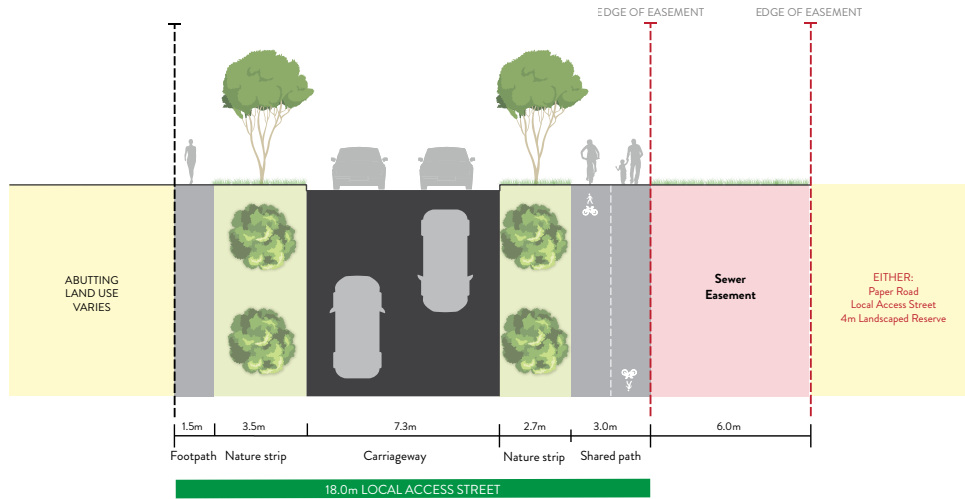 EDGE OF EASEMENT
EDGE OF EASEMENT
ABUTTING
LAND USE
VARIES
Sewer
Easement
EITHER:
Paper Road
Local Access Street
4m Landscaped Reserve
1.5m
3.5m
7.3m
2.7m
3.0m
6.0m
Footpath
Nature strip
Carriageway
Nature strip
Shared path
18.0m LOCAL ACCESS STREET